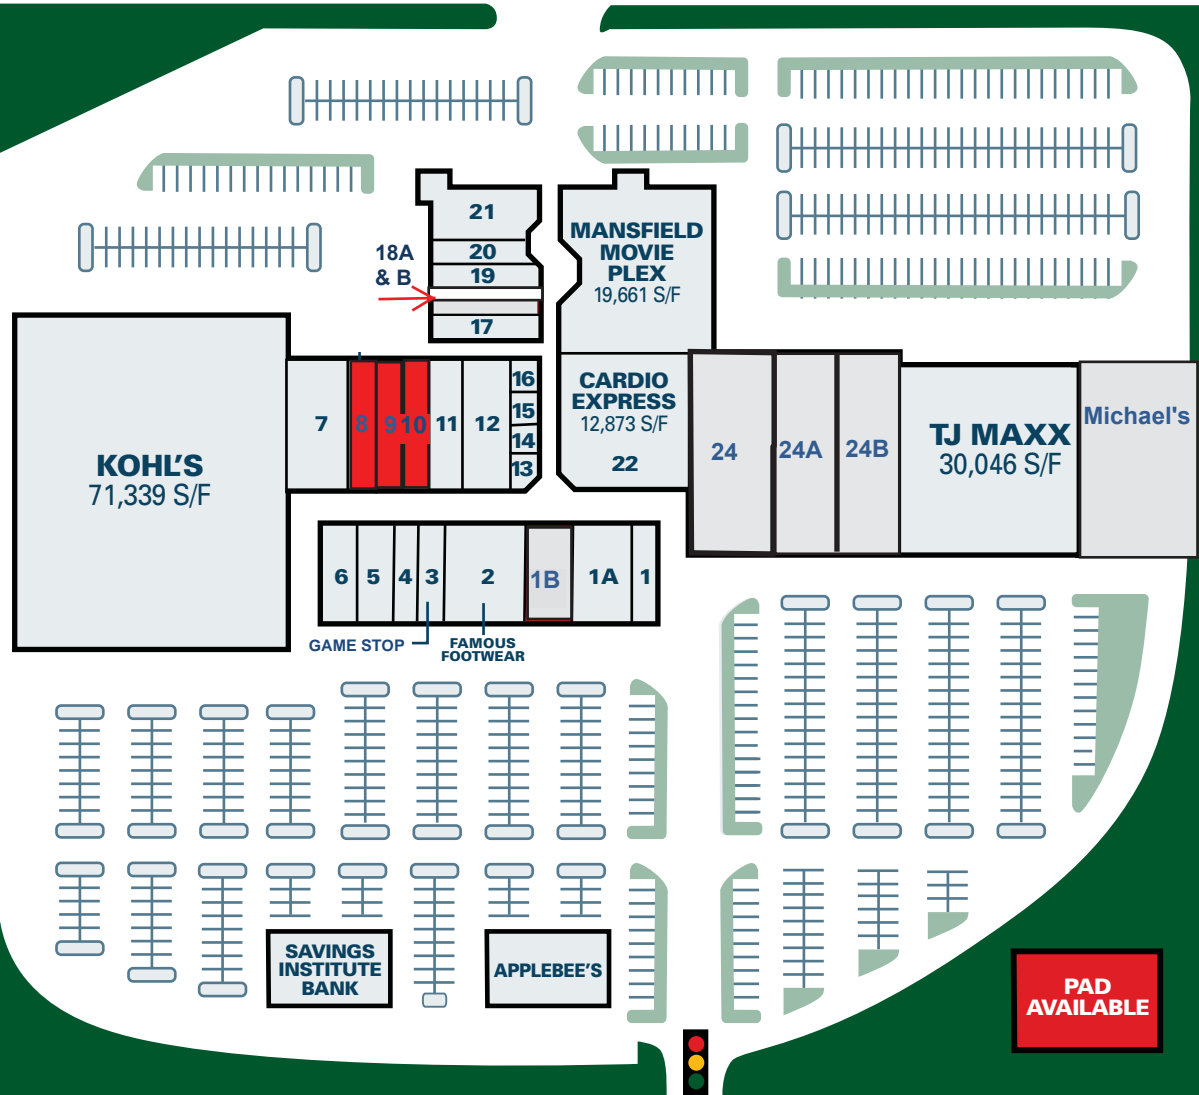 21
20
19
18A
& B
17
MANSFIELD
MOVIE
PLEX
19,661 S/F
CARDIO
EXPRESS
12,873 S/F
22
KOHL'S
71,339 S/F
7
8
9
10
11
12
16
15
14
13
24
24A
24B
TJ MAXX
30,046 S/F
Michael's
6
5
4
3
2
1B
1A
1
GAME STOP
FAMOUS
FOOTWEAR
SAVINGS
INSTITUTE
BANK
APPLEBEE'S
PAD
AVAILABLE